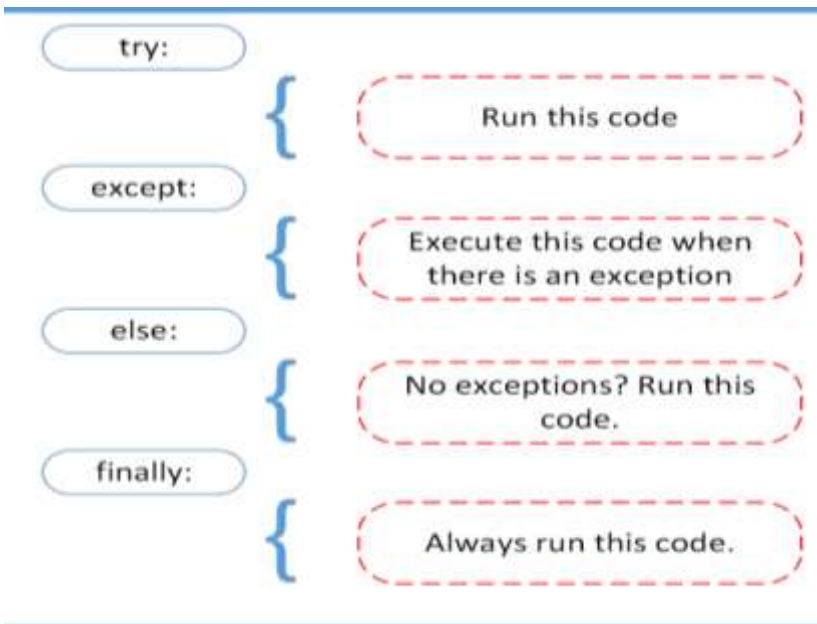 try:
Run this code
except:
Execute this code when
there is an exception
else:
No exceptions? Run this
code.
finally:
Always run this code.